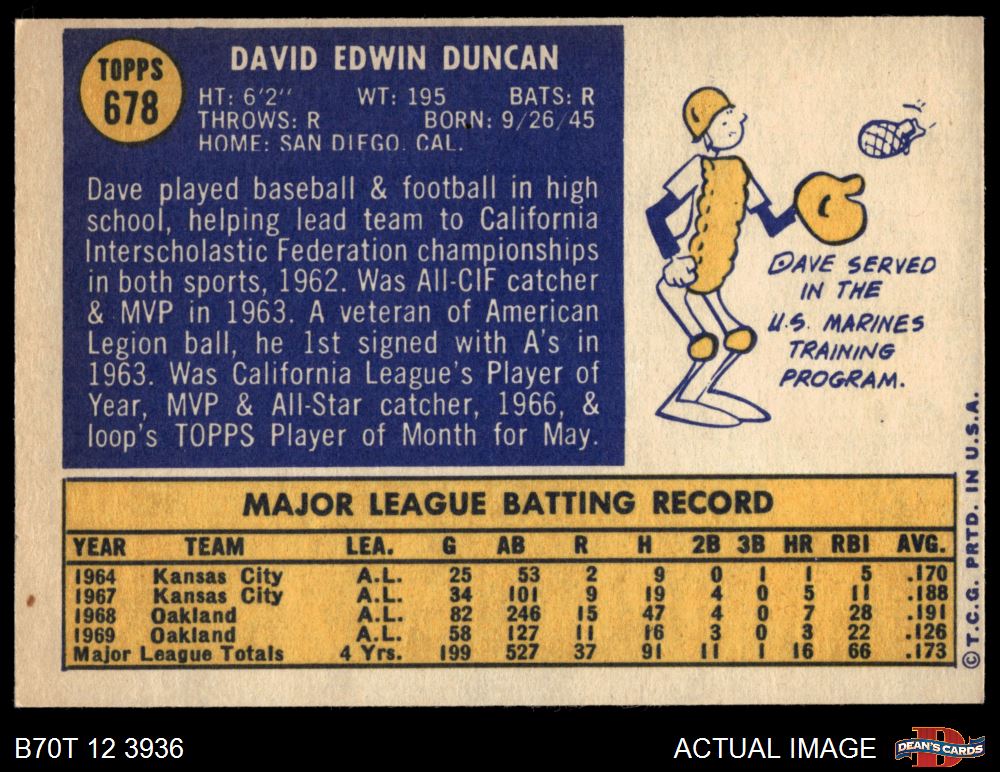 TOPPS
678
DAVID EDWIN DUNCAN
HT: 6'2" WT: 195 BATS: R
THROWS: R BORN: 9/26/45
HOME: SAN DIEGO. CAL.
Dave played baseball & football in high
school, helping lead team to California
Interscholastic Federation championships
in both sports, 1962. Was All-CIF catcher
& MVP in 1963. A veteran of American
Legion ball, he 1st signed with A's in
1963. Was California League's Player of
Year, MVP & All-Star catcher, 1966, &
loop's TOPPS Player of Month for May.
DAVE SERVED
IN THE
U.S. MARINES
TRAINING
PROGRAM.
MAJOR LEAGUE BATTING RECORD
YEAR TEAM LEA. G AB R H 2B 3B HR RBI AVG.
1964 Kansas City A.L. 25 53 2 9 0 1 1 5 .170
1967 Kansas City A.L. 34 101 9 19 4 0 5 11 .188
1968 Oakland A.L. 82 246 15 47 4 0 7 28 .191
1969 Oakland A.L. 58 127 11 16 3 0 3 22 .126
Major League Totals 4 Yrs. 199 527 37 91 11 1 16 66 .173
© T.C.G. PRTD. IN U.S.A.
B70T 12 3936
ACTUAL IMAGE
D
DEAN'S CARDS